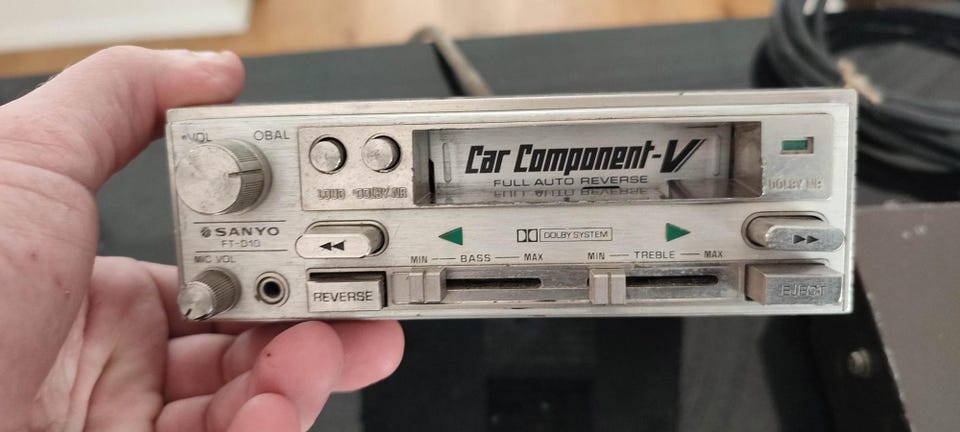 VOL OBAL
LOUD DOLBY NR
Car Component-V
FULL AUTO REVERSE
DOLBY NR
SANYO
FT-D10
MIC VOL
◀◀
DOLBY SYSTEM
▶▶
MIN BASS MAX
MIN TREBLE MAX
REVERSE
EJECT